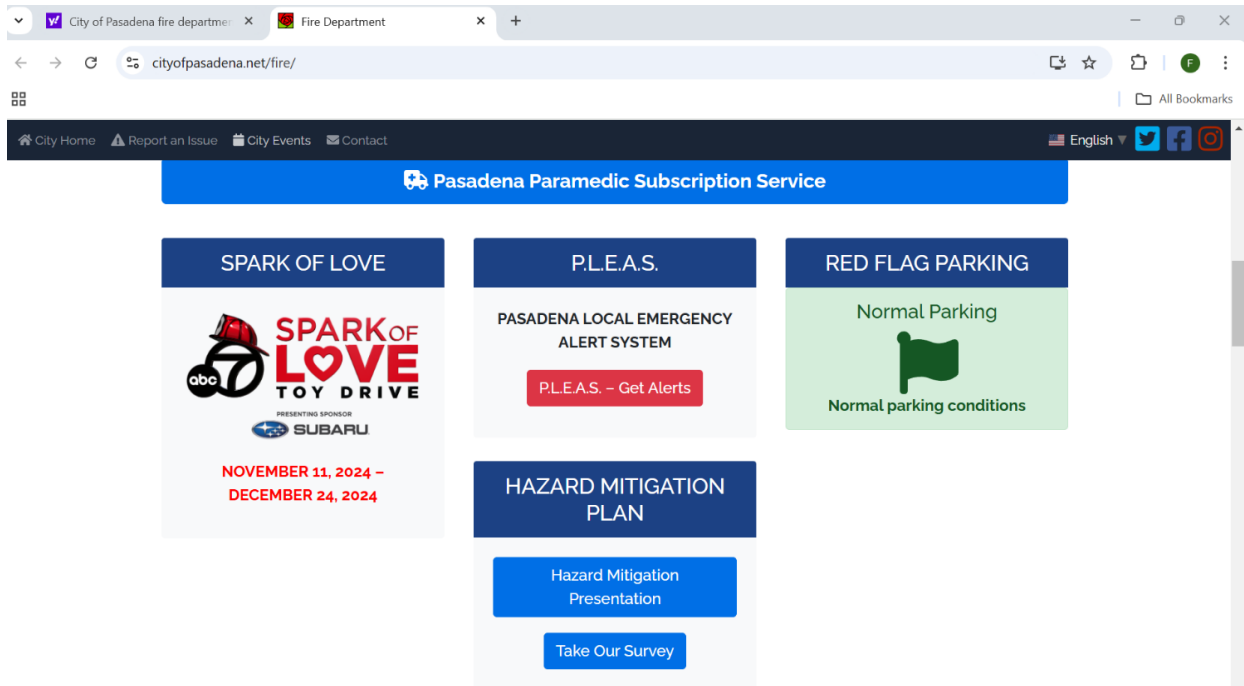 City of Pasadena fire departmen
Fire Department
cityofpasadena.net/fire/
F
All Bookmarks
City Home Report an Issue City Events Contact
English
Pasadena Paramedic Subscription Service
SPARK OF LOVE
abc 7
SPARK OF
LOVE
TOY DRIVE
PRESENTING SPONSOR
SUBARU
NOVEMBER 11, 2024 –
DECEMBER 24, 2024
P.L.E.A.S.
PASADENA LOCAL EMERGENCY
ALERT SYSTEM
P.L.E.A.S. – Get Alerts
HAZARD MITIGATION
PLAN
Hazard Mitigation
Presentation
Take Our Survey
RED FLAG PARKING
Normal Parking
Normal parking conditions